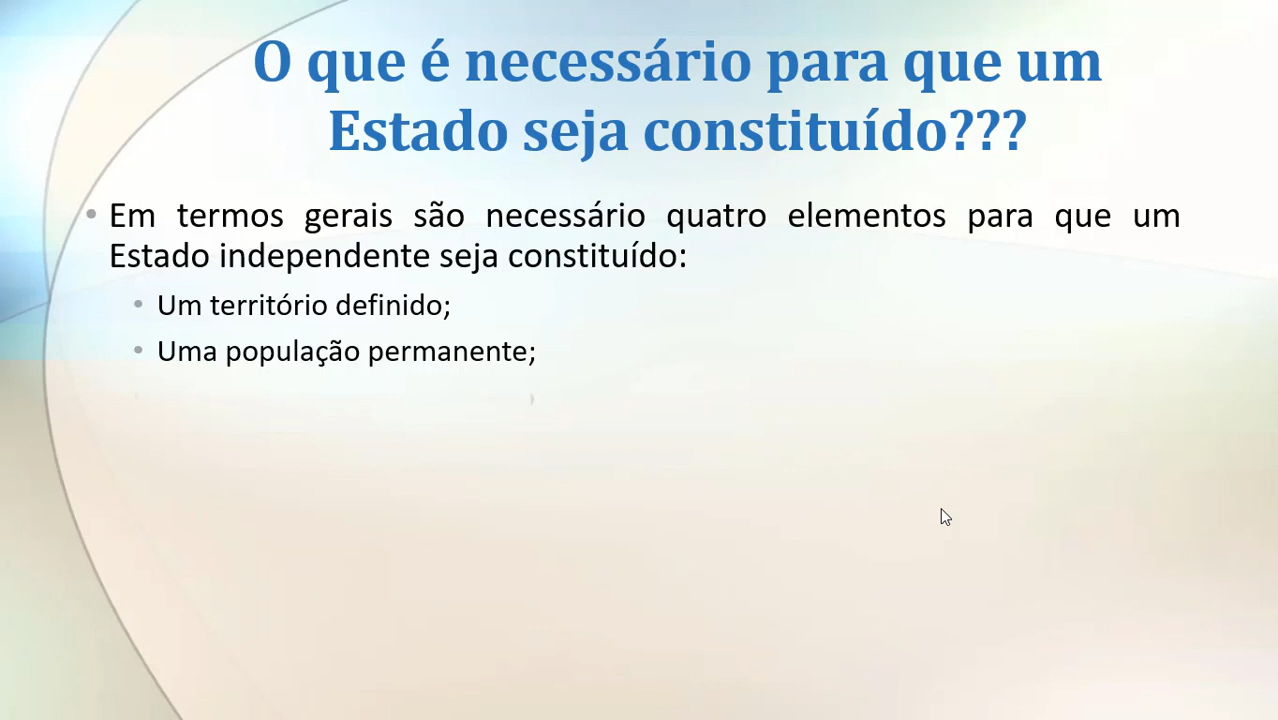 O que é necessário para que um
Estado seja constituído???
• Em termos gerais são necessário quatro elementos para que um
Estado independente seja constituído:
• Um território definido;
• Uma população permanente;